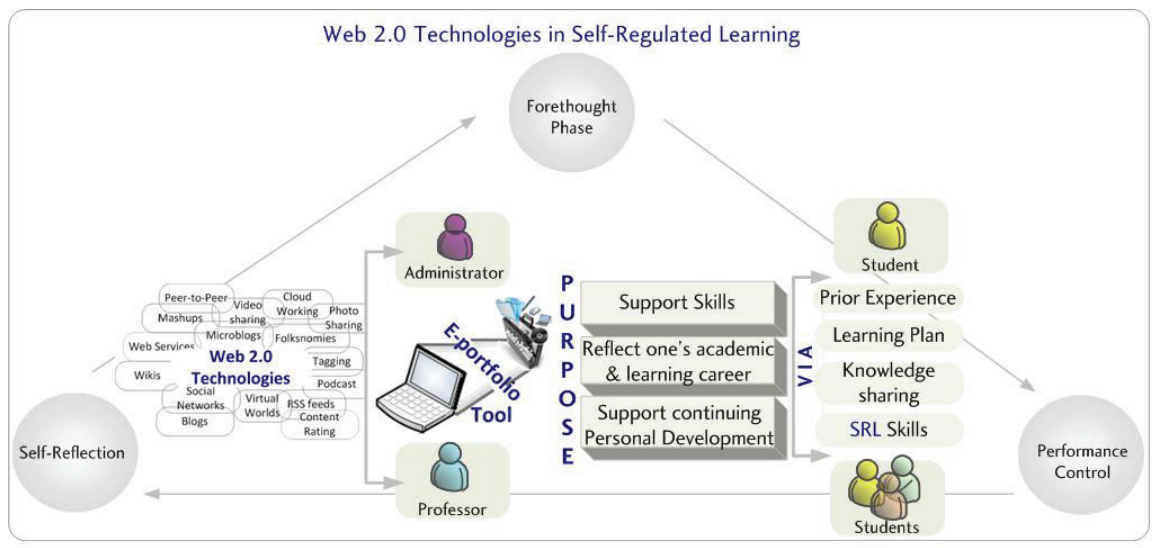 Web 2.0 Technologies in Self-Regulated Learning
Forethought
Phase
Administrator
Student
Peer-to-Peer
Cloud
Working
Video
sharing
Photo
Sharing
Mashups
Microblogs
Folksnomies
Web Services
Web 2.0
Technologies
Tagging
Wikis
Podcast
Social
Networks
Virtual
Worlds
RSS feeds
Blogs
Content
Rating
E-portfolio
Tool
PURPOSE
Support Skills
Reflect one's academic
& learning career
Support continuing
Personal Development
VIA
Prior Experience
Learning Plan
Knowledge
sharing
SRL Skills
Self-Reflection
Performance
Control
Professor
Students